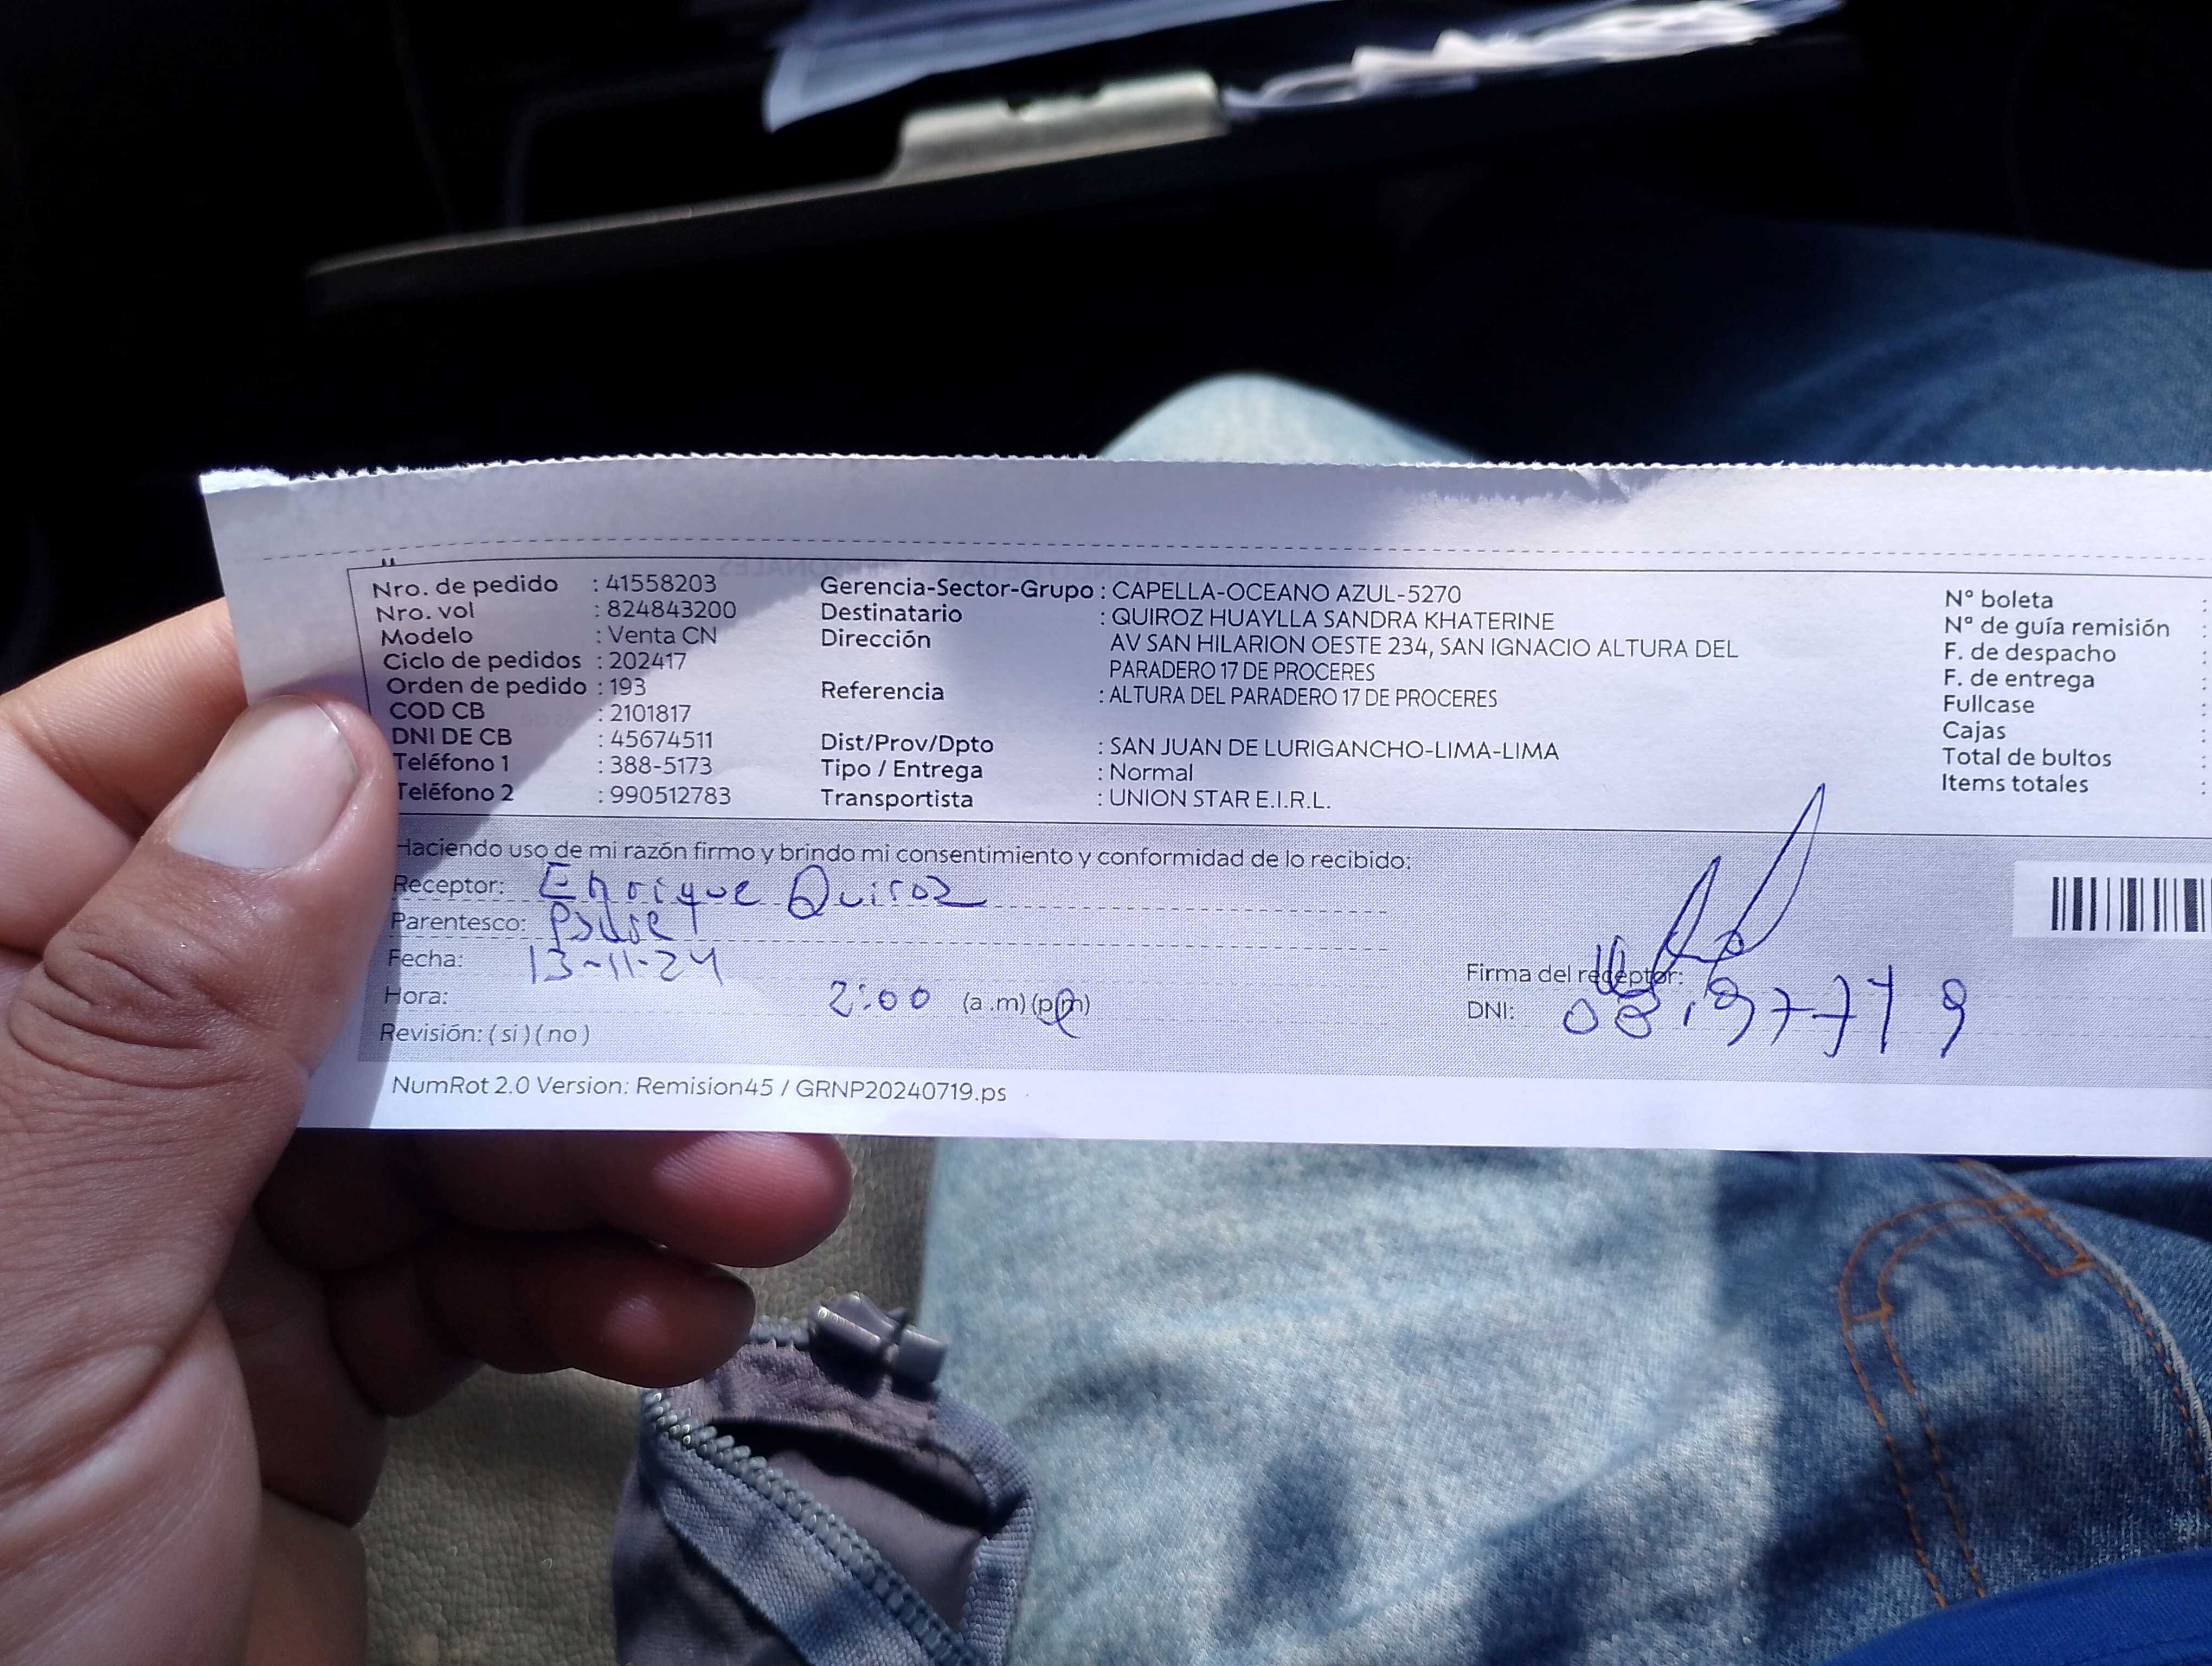 Nro. de pedido : 41558203
Nro. vol : 824843200
Modelo : Venta CN
Ciclo de pedidos : 202417
Orden de pedido : 193
COD CB : 2101817
DNI DE CB : 45674511
Teléfono 1 : 388-5173
Teléfono 2 : 990512783
Gerencia-Sector-Grupo : CAPELLA-OCEANO AZUL-5270
Destinatario : QUIROZ HUAYLLA SANDRA KHATERINE
Dirección AV SAN HILARION OESTE 234, SAN IGNACIO ALTURA DEL
PARADERO 17 DE PROCERES
Referencia : ALTURA DEL PARADERO 17 DE PROCERES
Dist/Prov/Dpto : SAN JUAN DE LURIGANCHO-LIMA-LIMA
Tipo / Entrega : Normal
Transportista : UNION STAR E.I.R.L.
N° boleta :
N° de guía remisión :
F. de despacho :
F. de entrega :
Fullcase :
Cajas :
Total de bultos :
Items totales :
Haciendo uso de mi razón firmo y brindo mi consentimiento y conformidad de lo recibido:
Receptor: Enrique Quiroz
Parentesco:
Fecha: 13-11-24
Hora: 2:00 (a.m) (pm)
Revisión: ( si ) ( no )
Firma del receptor:
DNI:
NumRot 2.0 Version: Remision45 / GRNP20240719.ps